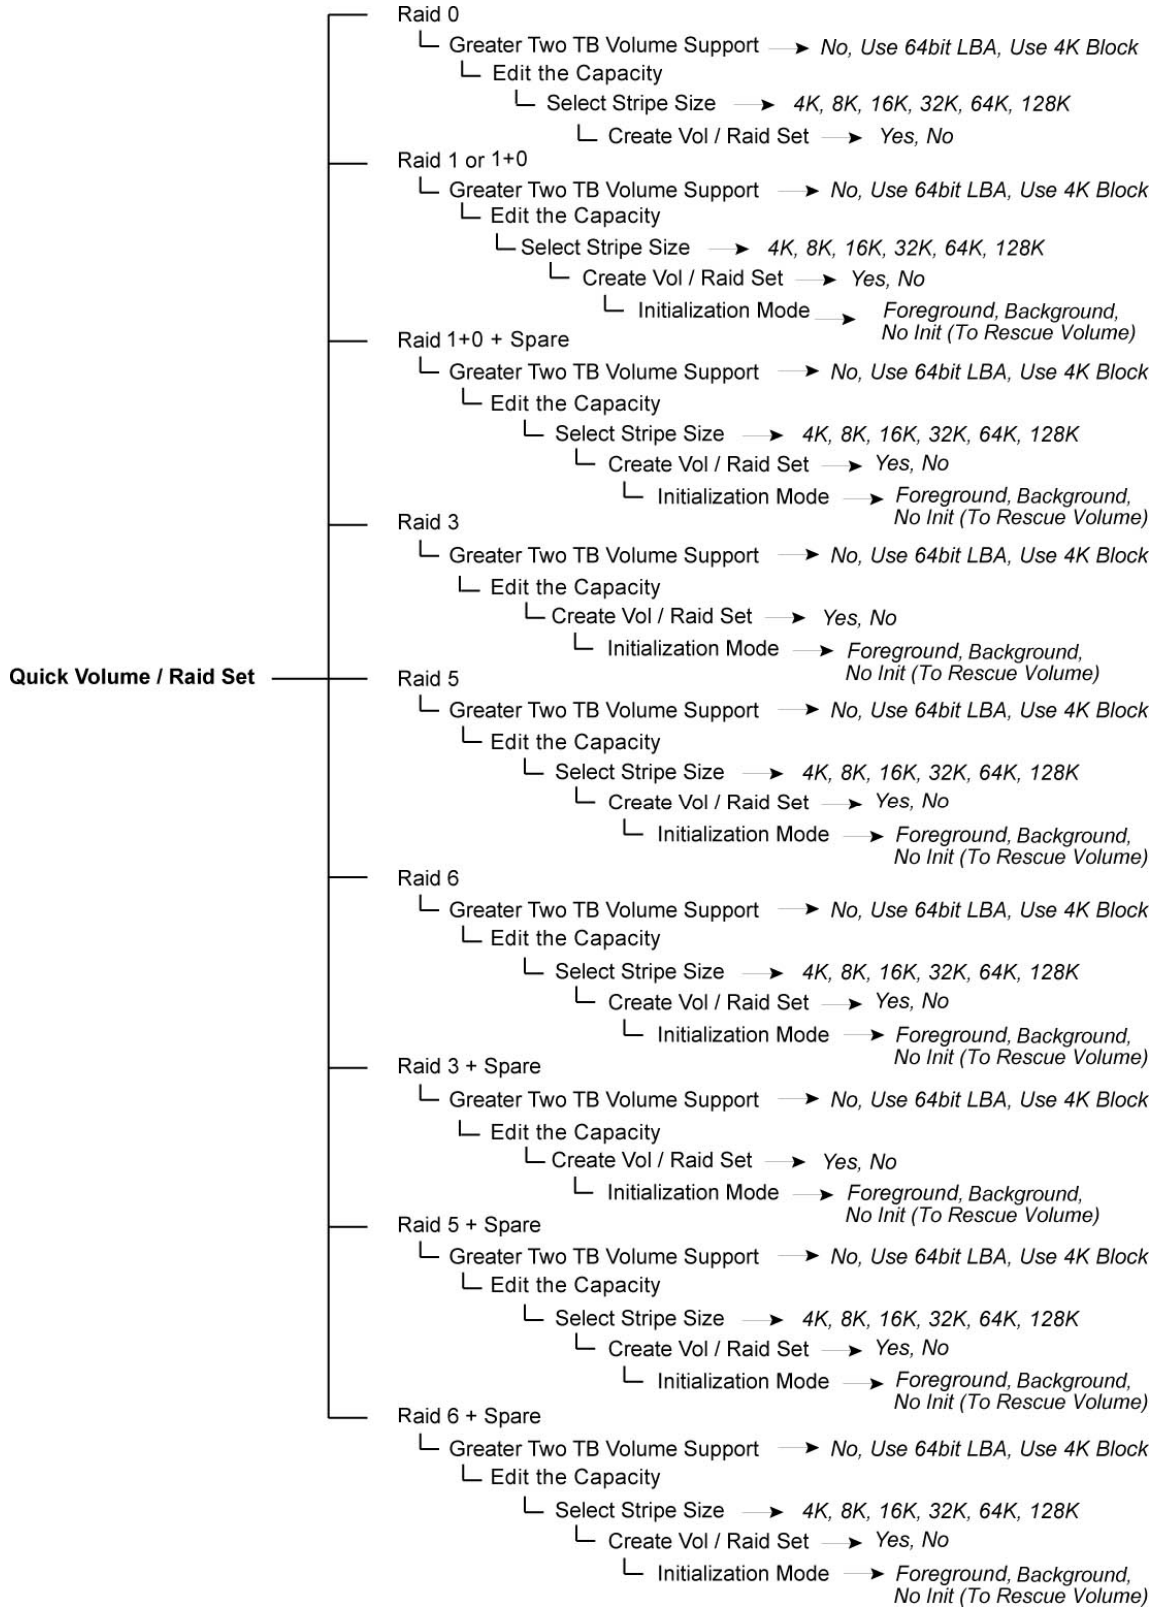 Raid 0
Greater Two TB Volume Support No, Use 64bit LBA, Use 4K Block
Edit the Capacity
Select Stripe Size 4K, 8K, 16K, 32K, 64K, 128K
Create Vol / Raid Set Yes, No
Raid 1 or 1+0
Greater Two TB Volume Support No, Use 64bit LBA, Use 4K Block
Edit the Capacity
Select Stripe Size 4K, 8K, 16K, 32K, 64K, 128K
Create Vol / Raid Set Yes, No
Initialization Mode Foreground, Background,
No Init (To Rescue Volume)
Raid 1+0 + Spare
Greater Two TB Volume Support No, Use 64bit LBA, Use 4K Block
Edit the Capacity
Select Stripe Size 4K, 8K, 16K, 32K, 64K, 128K
Create Vol / Raid Set Yes, No
Initialization Mode Foreground, Background,
No Init (To Rescue Volume)
Raid 3
Greater Two TB Volume Support No, Use 64bit LBA, Use 4K Block
Edit the Capacity
Create Vol / Raid Set Yes, No
Initialization Mode Foreground, Background,
No Init (To Rescue Volume)
Quick Volume / Raid Set
Raid 5
Greater Two TB Volume Support No, Use 64bit LBA, Use 4K Block
Edit the Capacity
Select Stripe Size 4K, 8K, 16K, 32K, 64K, 128K
Create Vol / Raid Set Yes, No
Initialization Mode Foreground, Background,
No Init (To Rescue Volume)
Raid 6
Greater Two TB Volume Support No, Use 64bit LBA, Use 4K Block
Edit the Capacity
Select Stripe Size 4K, 8K, 16K, 32K, 64K, 128K
Create Vol / Raid Set Yes, No
Initialization Mode Foreground, Background,
No Init (To Rescue Volume)
Raid 3 + Spare
Greater Two TB Volume Support No, Use 64bit LBA, Use 4K Block
Edit the Capacity
Create Vol / Raid Set Yes, No
Initialization Mode Foreground, Background,
No Init (To Rescue Volume)
Raid 5 + Spare
Greater Two TB Volume Support No, Use 64bit LBA, Use 4K Block
Edit the Capacity
Select Stripe Size 4K, 8K, 16K, 32K, 64K, 128K
Create Vol / Raid Set Yes, No
Initialization Mode Foreground, Background,
No Init (To Rescue Volume)
Raid 6 + Spare
Greater Two TB Volume Support No, Use 64bit LBA, Use 4K Block
Edit the Capacity
Select Stripe Size 4K, 8K, 16K, 32K, 64K, 128K
Create Vol / Raid Set Yes, No
Initialization Mode Foreground, Background,
No Init (To Rescue Volume)